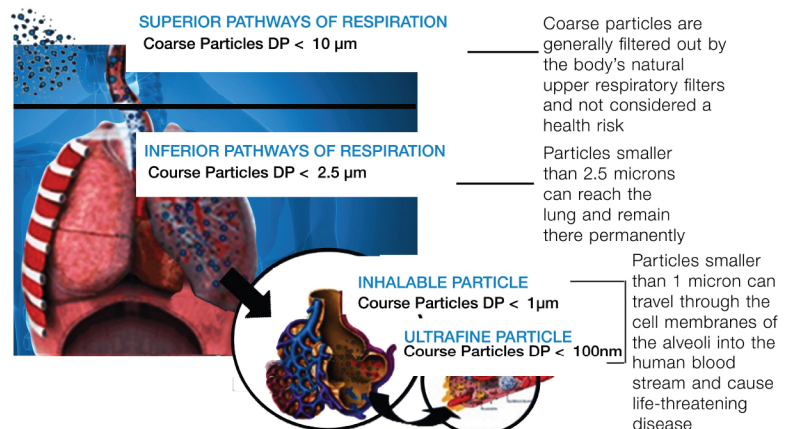 SUPERIOR PATHWAYS OF RESPIRATION
Coarse Particles DP < 10 µm
Coarse particles are
generally filtered out by
the body's natural
upper respiratory filters
and not considered a
health risk
INFERIOR PATHWAYS OF RESPIRATION
Course Particles DP < 2.5 µm
Particles smaller
than 2.5 microns
can reach the
lung and remain
there permanently
INHALABLE PARTICLE
Course Particles DP < 1µm
ULTRAFINE PARTICLE
Course Particles DP < 100nm
Particles smaller
than 1 micron can
travel through the
cell membranes of
the alveoli into the
human blood
stream and cause
life-threatening
disease